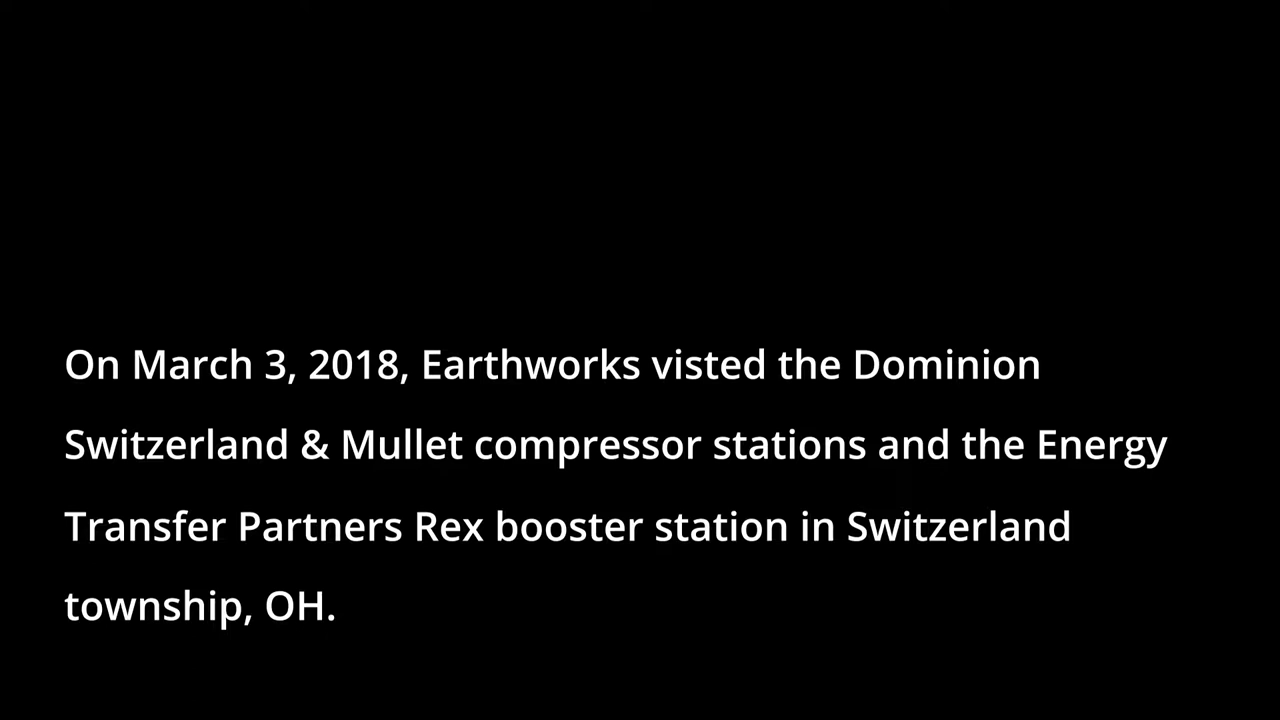 On March 3, 2018, Earthworks visted the Dominion
Switzerland & Mullet compressor stations and the Energy
Transfer Partners Rex booster station in Switzerland
township, OH.